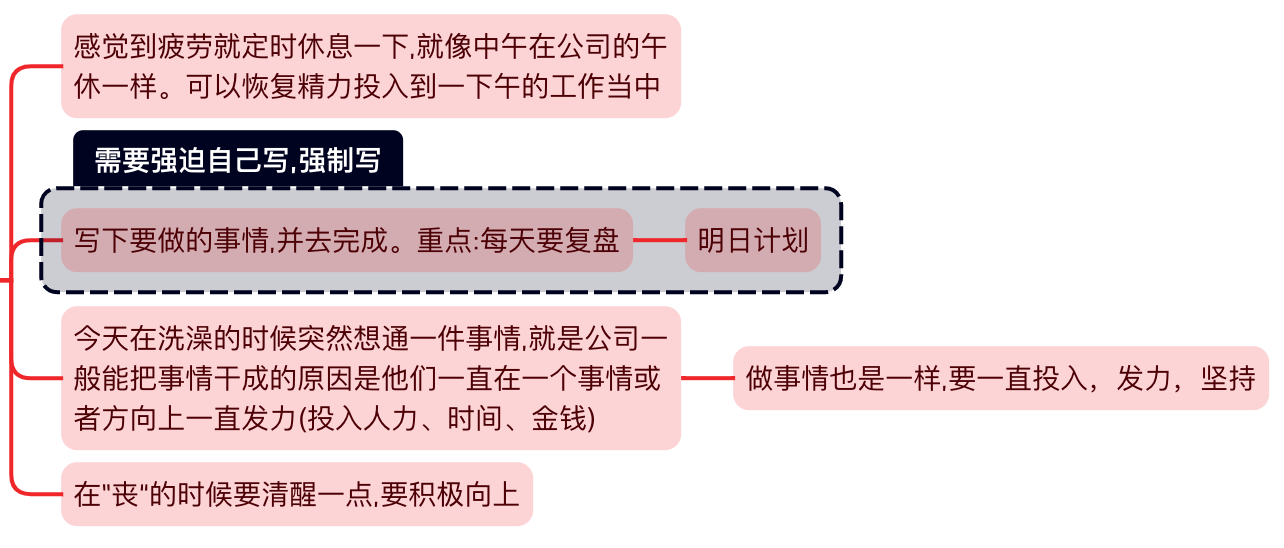 感觉到疲劳就定时休息一下,就像中午在公司的午
休一样。可以恢复精力投入到一下午的工作当中
需要强迫自己写,强制写
写下要做的事情,并去完成。重点:每天要复盘
明日计划
今天在洗澡的时候突然想通一件事情,就是公司一
般能把事情干成的原因是他们一直在一个事情或
者方向上一直发力(投入人力、时间、金钱)
做事情也是一样,要一直投入，发力，坚持
在"丧"的时候要清醒一点,要积极向上